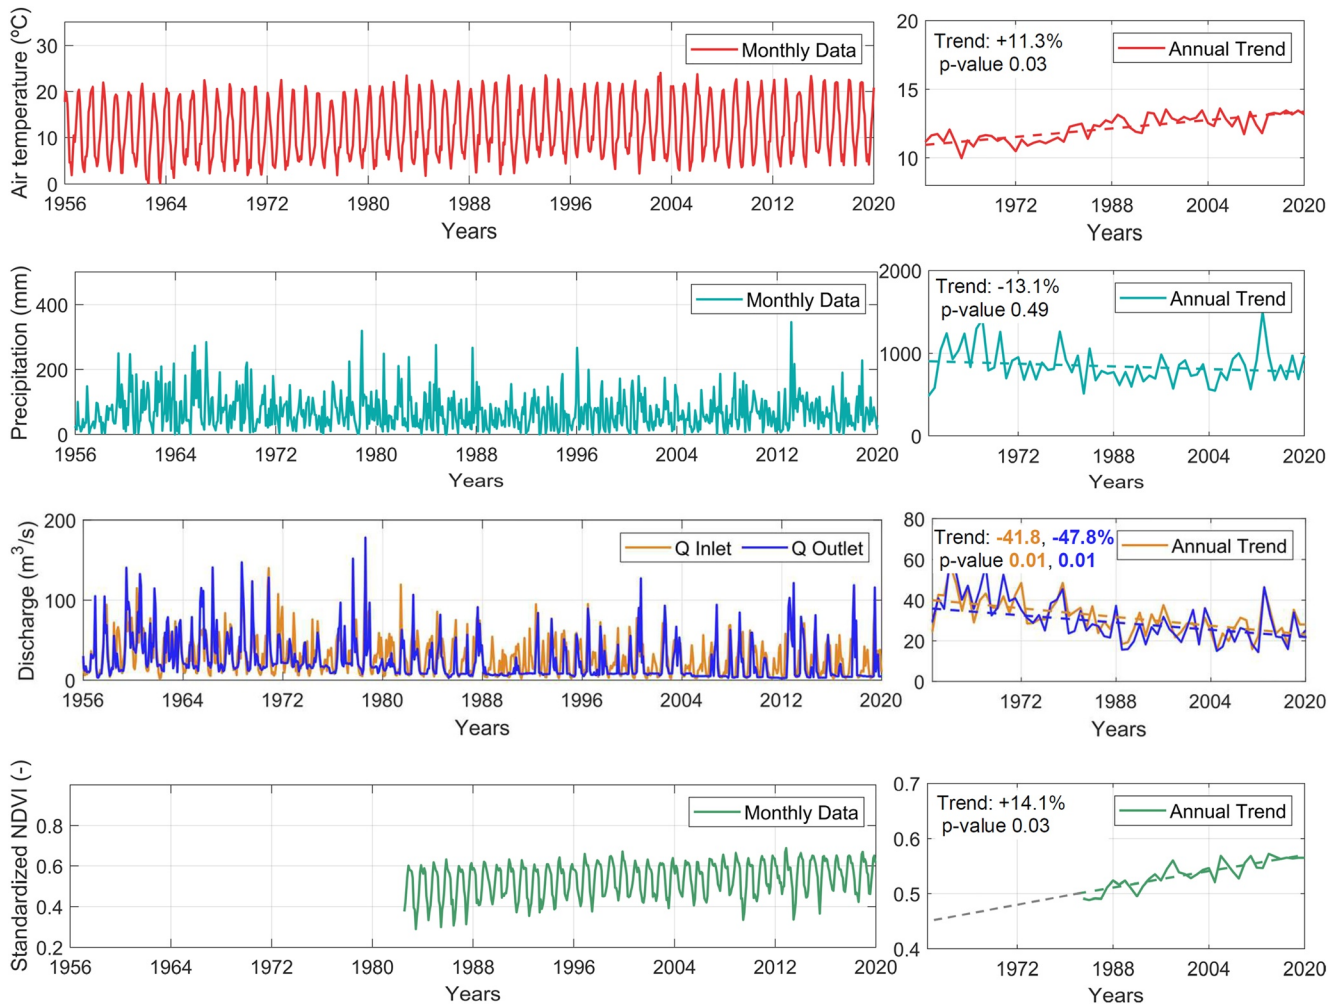 Air temperature (ºC)
30
20
10
0
Monthly Data
1956 1964 1972 1980 1988 1996 2004 2012 2020
Years
20
15
10
Trend: +11.3%
p-value 0.03
Annual Trend
1972 1988 2004 2020
Years
Precipitation (mm)
400
200
0
Monthly Data
1956 1964 1972 1980 1988 1996 2004 2012 2020
Years
2000
1000
0
Trend: -13.1%
p-value 0.49
Annual Trend
1972 1988 2004 2020
Years
Discharge (m³/s)
200
100
0
Q Inlet Q Outlet
1956 1964 1972 1980 1988 1996 2004 2012 2020
Years
80
60
40
20
0
Trend: -41.8, -47.8%
p-value 0.01, 0.01
Annual Trend
1972 1988 2004 2020
Years
Standardized NDVI (-)
0.8
0.6
0.4
0.2
Monthly Data
1956 1964 1972 1980 1988 1996 2004 2012 2020
Years
0.7
0.6
0.5
0.4
Trend: +14.1%
p-value 0.03
Annual Trend
1972 1988 2004 2020
Years